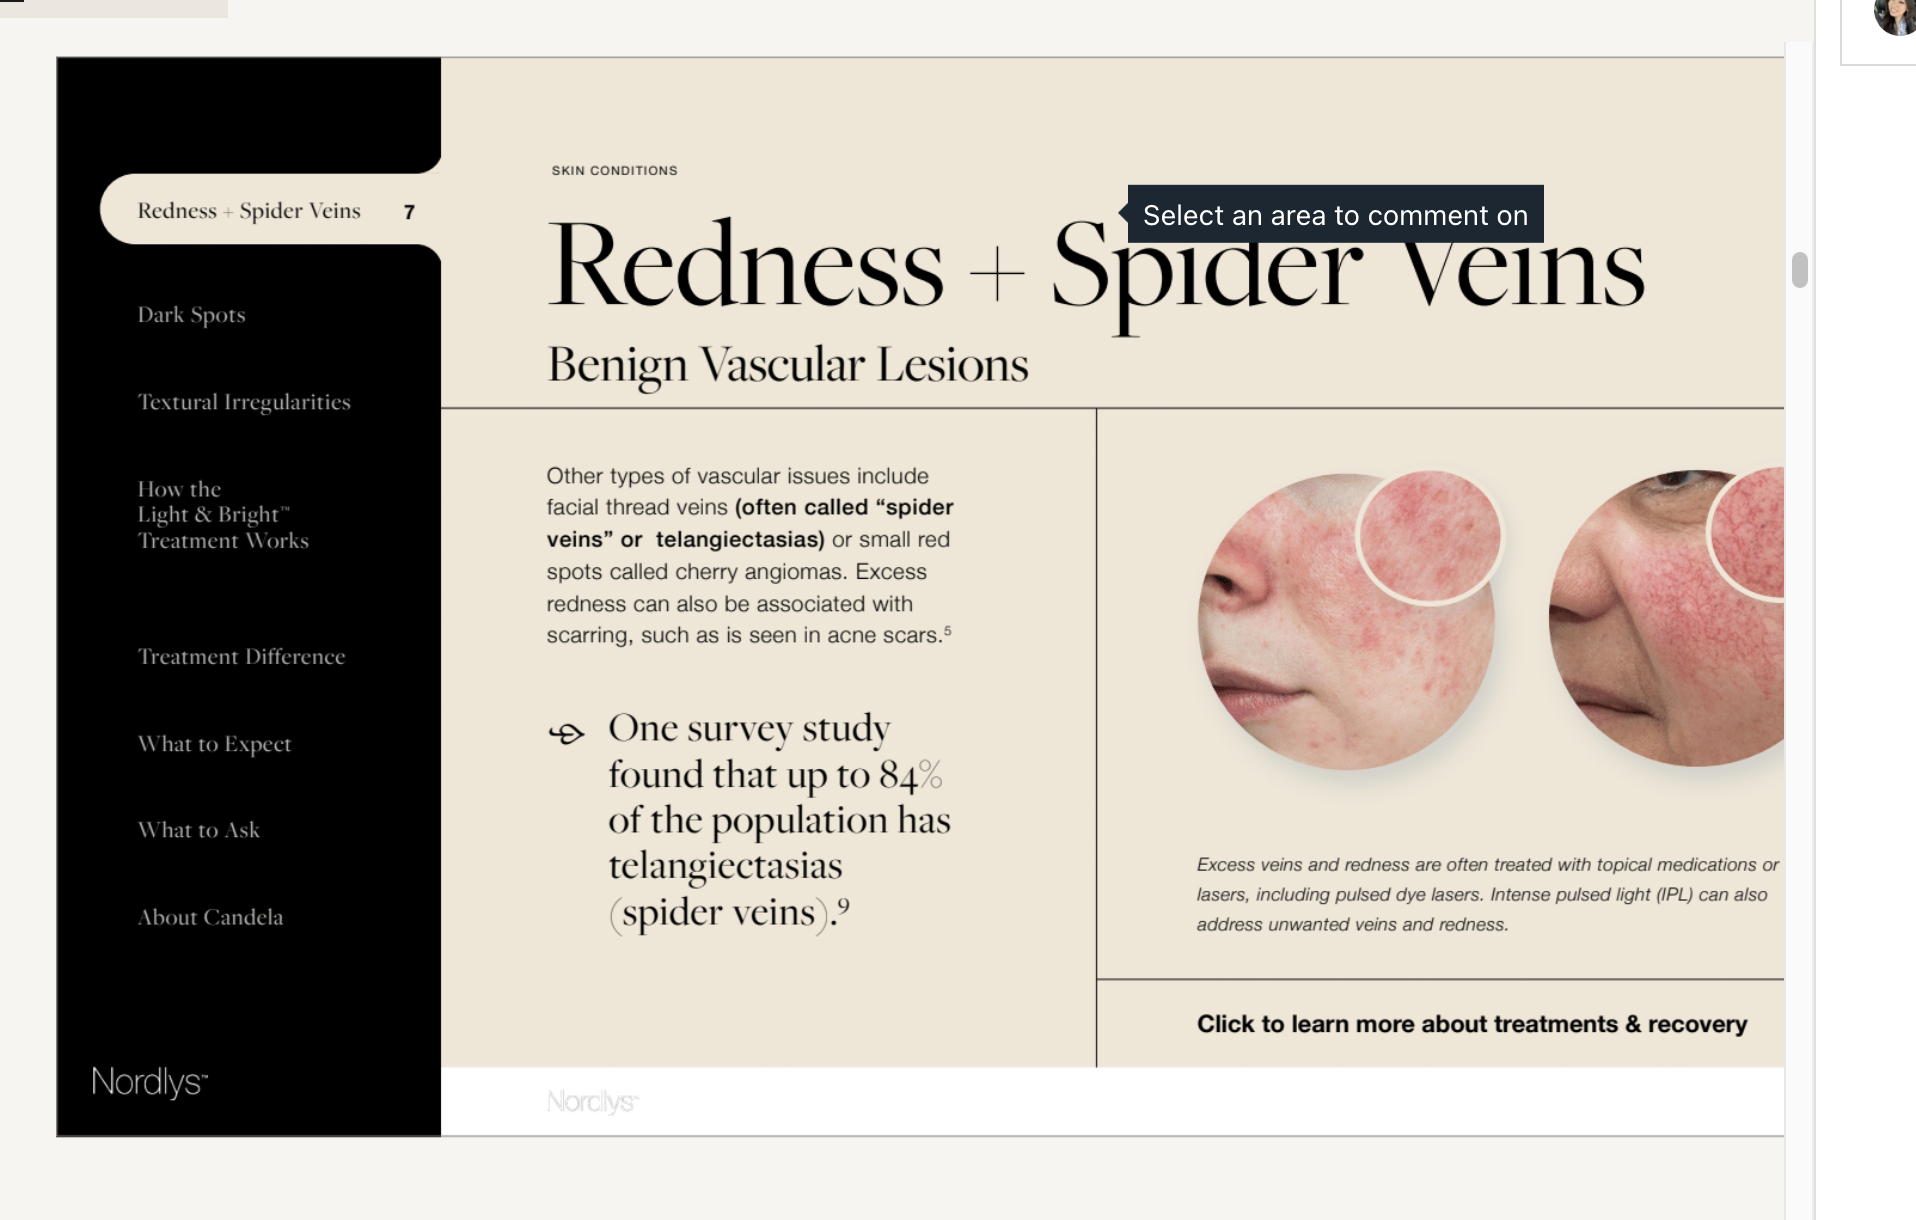 Redness + Spider Veins 7
Dark Spots
Textural Irregularities
How the
Light & Bright™
Treatment Works
Treatment Difference
What to Expect
What to Ask
About Candela
Nordlys™
SKIN CONDITIONS
Select an area to comment on
Redness + Spider Veins
Benign Vascular Lesions
Other types of vascular issues include
facial thread veins (often called “spider
veins” or  telangiectasias) or small red
spots called cherry angiomas. Excess
redness can also be associated with
scarring, such as is seen in acne scars.⁵
One survey study
found that up to 84%
of the population has
telangiectasias
(spider veins).⁹
Excess veins and redness are often treated with topical medications or
lasers, including pulsed dye lasers. Intense pulsed light (IPL) can also
address unwanted veins and redness.
Click to learn more about treatments & recovery
Nordlys™